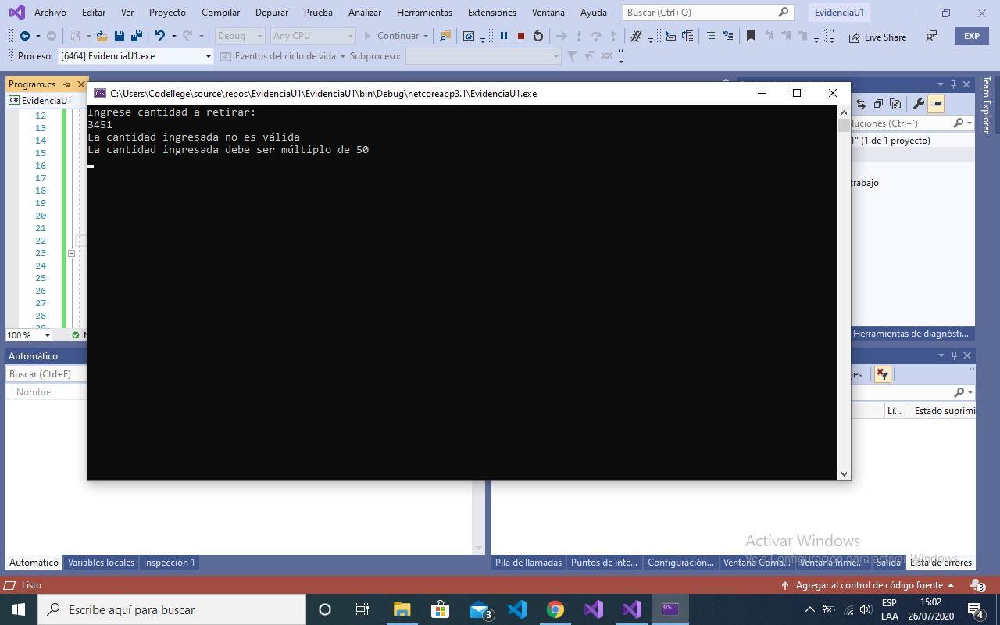 Archivo Editar Ver Proyecto Compilar Depurar Prueba Analizar Herramientas Extensiones Ventana Ayuda Buscar (Ctrl+Q) EvidenciaU1
Debug Any CPU Continuar Live Share EXP
Proceso: [6464] EvidenciaU1.exe Eventos del ciclo de vida Subproceso:
Program.cs
C:\Users\Codellege\source\repos\EvidenciaU1\EvidenciaU1\bin\Debug\netcoreapp3.1\EvidenciaU1.exe
Team Explorer
C# EvidenciaU1
Ingrese cantidad a retirar:
3451
La cantidad ingresada no es válida
La cantidad ingresada debe ser múltiplo de 50
luciones (Ctrl+´)
1" (1 de 1 proyecto)
trabajo
12
13
14
15
16
17
18
19
20
21
22
23
24
25
26
27
28
29
100 %
Herramientas de diagnósti...
Automático
Buscar (Ctrl+E)
jes
Nombre
Lí... Estado suprimi
Activar Windows
Ve a Configuración para activar Windows.
Automático Variables locales Inspección 1
Pila de llamadas Puntos de inte... Configuración... Ventana Coma... Ventana Inme... Salida Lista de errores
Listo
Agregar al control de código fuente 3
Escribe aquí para buscar
3
ESP
LAA
15:02
26/07/2020
4